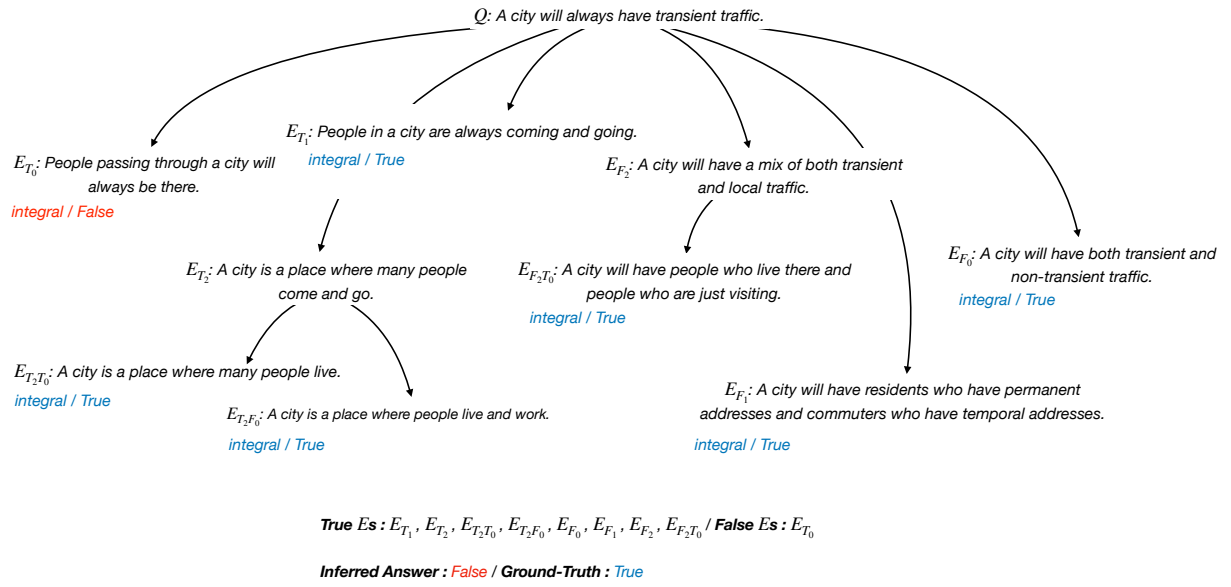 Q: A city will always have transient traffic.
E_{T_1}: People in a city are always coming and going.
integral / True
E_{T_0}: People passing through a city will
always be there.
integral / False
E_{F_2}: A city will have a mix of both transient
and local traffic.
E_{F_0}: A city will have both transient and
non-transient traffic.
integral / True
E_{T_2}: A city is a place where many people
come and go.
E_{F_2T_0}: A city will have people who live there and
people who are just visiting.
integral / True
E_{T_2T_0}: A city is a place where many people live.
integral / True
E_{T_2F_0}: A city is a place where people live and work.
integral / True
E_{F_1}: A city will have residents who have permanent
addresses and commuters who have temporal addresses.
integral / True
True Es : E_{T_1} , E_{T_2} , E_{T_2T_0} , E_{T_2F_0} , E_{F_0} , E_{F_1} , E_{F_2} , E_{F_2T_0} / False Es : E_{T_0}
Inferred Answer : False / Ground-Truth : True